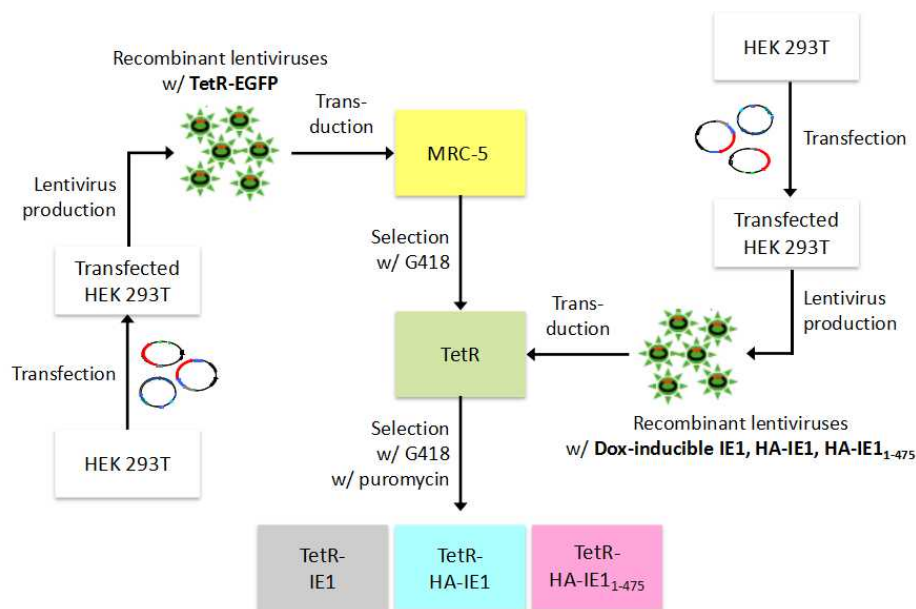 Recombinant lentiviruses
w/ TetR-EGFP
Trans-
duction
MRC-5
Lentivirus
production
Transfected
HEK 293T
Transfection
HEK 293T
Selection
w/ G418
TetR
Selection
w/ G418
w/ puromycin
HEK 293T
Transfection
Transfected
HEK 293T
Lentivirus
production
Trans-
duction
Recombinant lentiviruses
w/ Dox-inducible IE1, HA-IE1, HA-IE1₁₋₄₇₅
TetR-
IE1
TetR-
HA-IE1
TetR-
HA-IE1₁₋₄₇₅